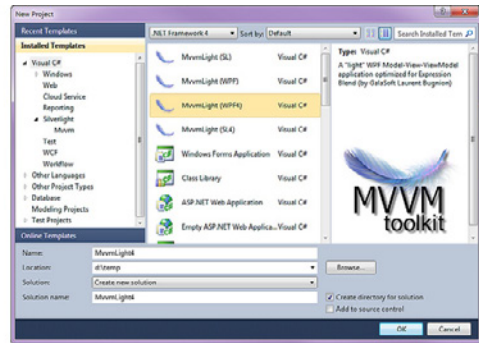 New Project
Recent Templates
.NET Framework 4
Sort by: Default
Search Installed Tem
Installed Templates
Visual C#
Windows
Web
Cloud Service
Reporting
Silverlight
Mvvm
Test
WCF
Workflow
Other Languages
Other Project Types
Database
Modeling Projects
Test Projects
Online Templates
MvvmLight (SL) Visual C#
MvvmLight (WPF) Visual C#
MvvmLight (WPF4) Visual C#
MvvmLight (SL4) Visual C#
Windows Forms Application Visual C#
Class Library Visual C#
ASP.NET Web Application Visual C#
Empty ASP.NET Web Applica... Visual C#
Type: Visual C#
A "light" WPF Model-View-ViewModel
application optimized for Expression
Blend (by GalaSoft Laurent Bugnion)
MVVM
toolkit
Name: MvvmLight4
Location: d:\temp
Browse...
Solution: Create new solution
Solution name: MvvmLight4
Create directory for solution
Add to source control
OK
Cancel